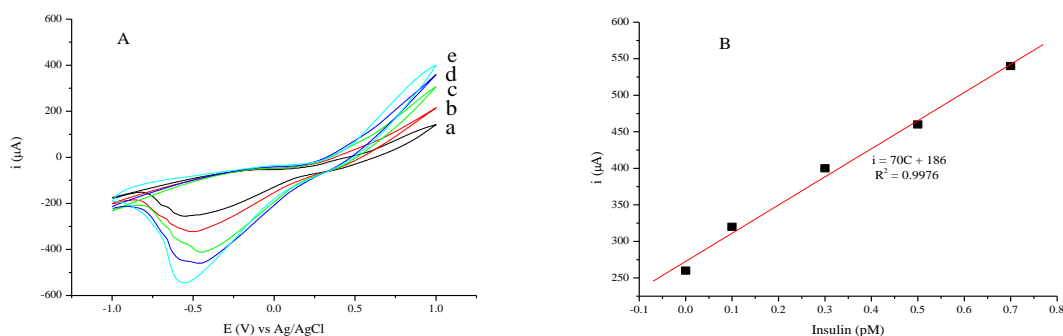 A
600
400
200
0
-200
-400
-600
i (µA)
-1.0 -0.5 0.0 0.5 1.0
E (V) vs Ag/AgCl
e
d
c
b
a
B
600
550
500
450
400
350
300
250
i (µA)
0.0 0.1 0.2 0.3 0.4 0.5 0.6 0.7 0.8
Insulin (pM)
i = 70C + 186
R² = 0.9976